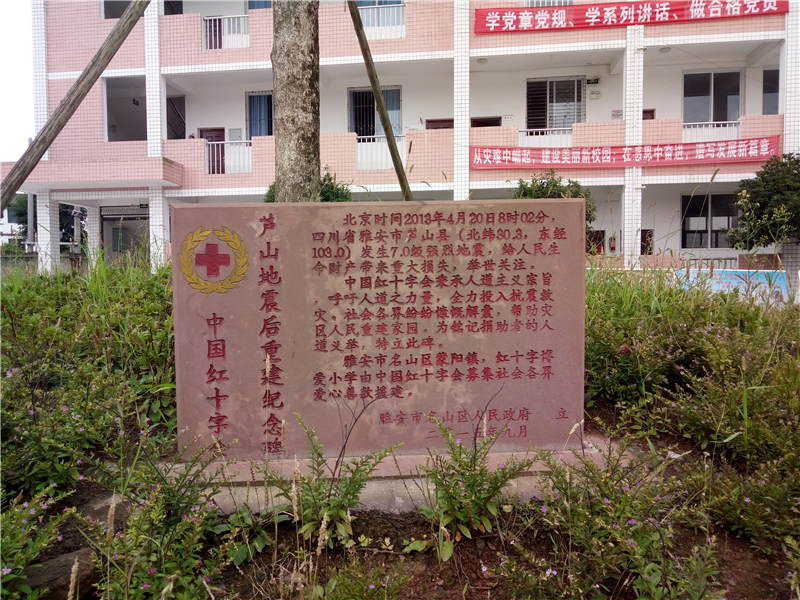 学党章党规、学系列讲话、做合格党员
从灾难中崛起，建设美丽新校园；在悲界中奋进，谱写发展新篇章。
芦山地震后重建纪念碑
中国红十字会
北京时间2013年4月20日8时02分，
四川省雅安市芦山县（北纬30.3，东经
103.0）发生7.0级强烈地震，给人民生
命财产带来重大损失，举世关注。
中国红十字会秉承人道主义宗旨
，呼吁人道之力量，全力投入抗震救
灾。社会各界纷纷慷慨解囊，帮助灾
区人民重建家园。为铭记捐助者的人
道义举，特立此碑。
雅安市名山区蒙阳镇，红十字博
爱小学由中国红十字会募集社会各界
爱心善款援建。
雅安市名山区人民政府 立
二〇一五年九月